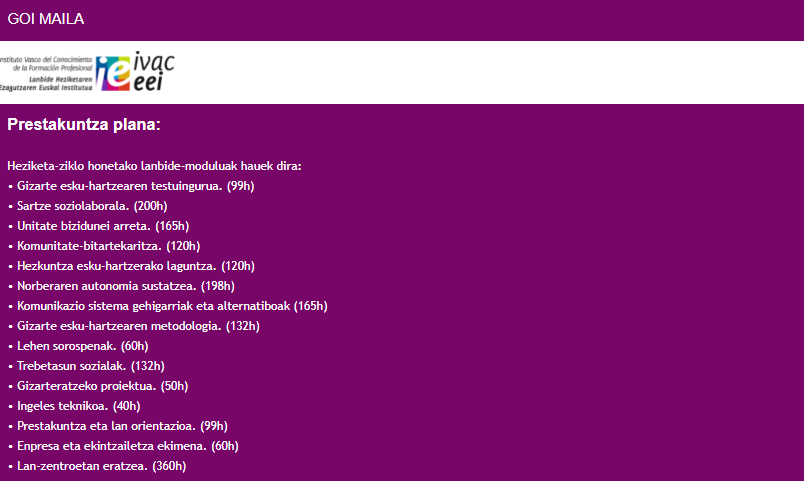 GOI MAILA
Instituto Vasco del Conocimiento
de la Formación Profesional
Lanbide Heziketaren
Ezagutzaren Euskal Institutua
ivac
eei
Prestakuntza plana:
Heziketa-ziklo honetako lanbide-moduluak hauek dira:
• Gizarte esku-hartzearen testuingurua. (99h)
• Sartze soziolaborala. (200h)
• Unitate bizidunei arreta. (165h)
• Komunitate-bitartekaritza. (120h)
• Hezkuntza esku-hartzerako laguntza. (120h)
• Norberaren autonomia sustatzea. (198h)
• Komunikazio sistema gehigarriak eta alternatiboak (165h)
• Gizarte esku-hartzearen metodologia. (132h)
• Lehen sorospenak. (60h)
• Trebetasun sozialak. (132h)
• Gizarteratzeko proiektua. (50h)
• Ingeles teknikoa. (40h)
• Prestakuntza eta lan orientazioa. (99h)
• Enpresa eta ekintzailetza ekimena. (60h)
• Lan-zentroetan eratzea. (360h)